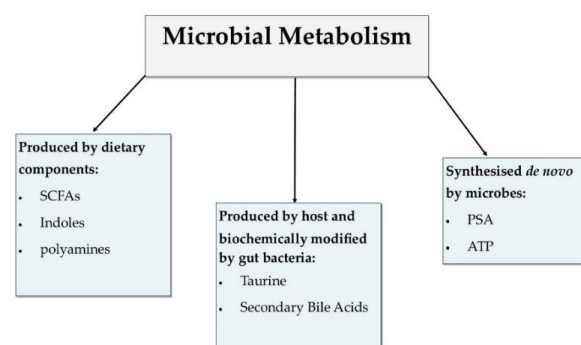 Microbial Metabolism
Produced by dietary
components:
• SCFAs
• Indoles
• polyamines
Produced by host and
biochemically modified
by gut bacteria:
• Taurine
• Secondary Bile Acids
Synthesised de novo
by microbes:
• PSA
• ATP